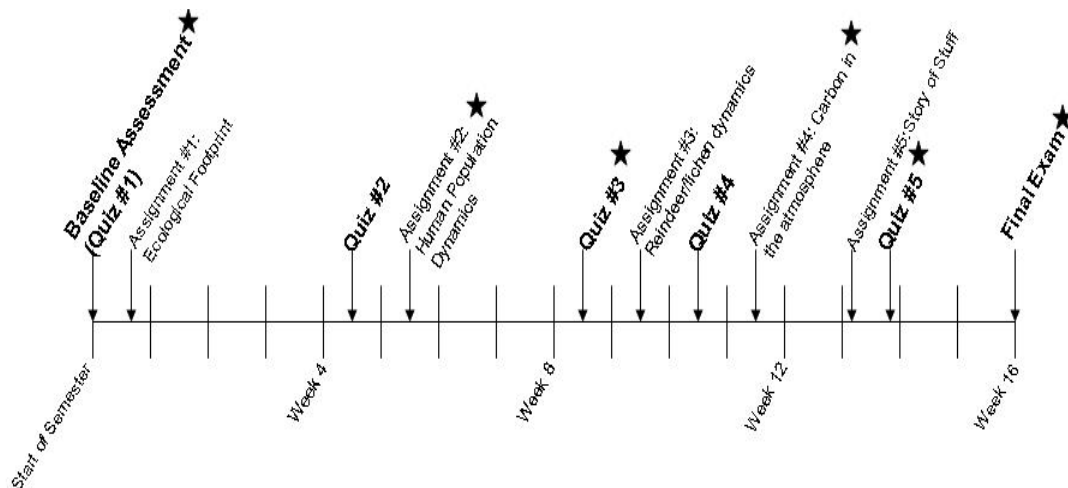 Baseline Assessment
(Quiz #1)
Assignment #1:
Ecological Footprint
Quiz #2
Assignment #2:
Human Population
Dynamics
Quiz #3
Assignment #3:
Reindeer/lichen dynamics
Quiz #4
Assignment #4: Carbon in
the atmosphere
Assignment #5: Story of Stuff
Quiz #5
Final Exam
Start of Semester
Week 4
Week 8
Week 12
Week 16